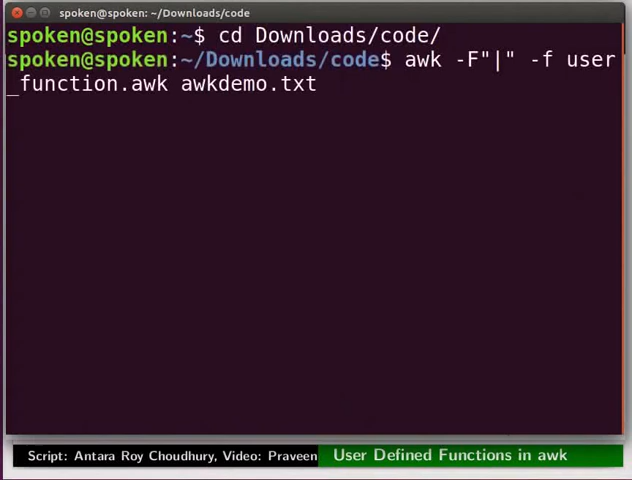 spoken@spoken: ~/Downloads/code
spoken@spoken:~$ cd Downloads/code/
spoken@spoken:~/Downloads/code$ awk -F"|" -f user
_function.awk awkdemo.txt
Script: Antara Roy Choudhury, Video: Praveen
User Defined Functions in awk